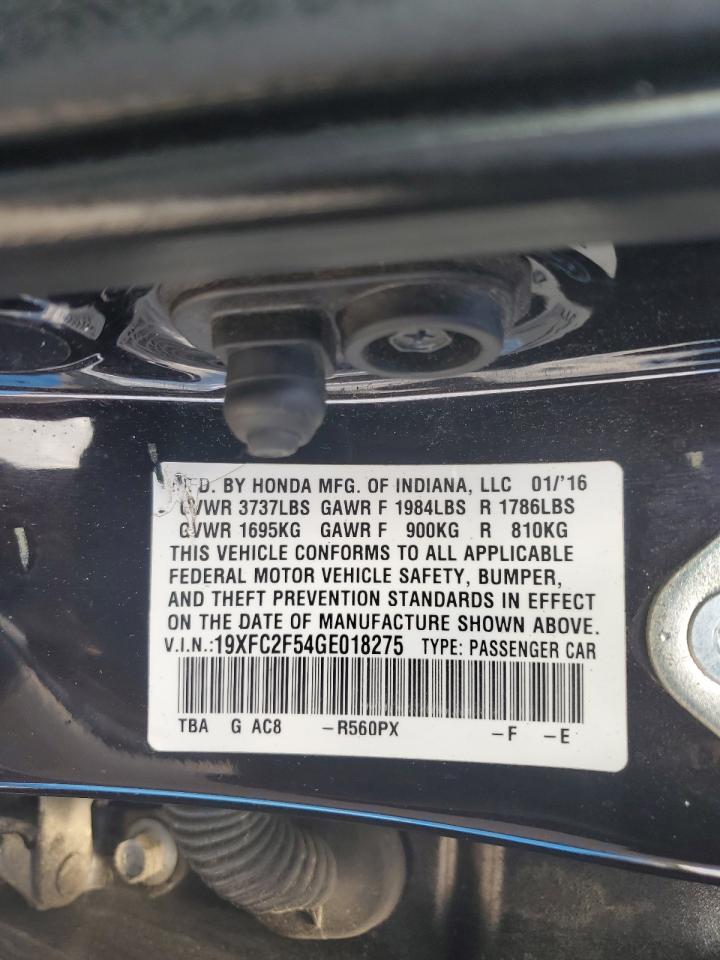 MFD. BY HONDA MFG. OF INDIANA, LLC 01/'16
GVWR 3737LBS GAWR F 1984LBS R 1786LBS
GVWR 1695KG GAWR F 900KG R 810KG
THIS VEHICLE CONFORMS TO ALL APPLICABLE
FEDERAL MOTOR VEHICLE SAFETY, BUMPER,
AND THEFT PREVENTION STANDARDS IN EFFECT
ON THE DATE OF MANUFACTURE SHOWN ABOVE.
V.I.N.:19XFC2F54GE018275 TYPE: PASSENGER CAR
TBA G AC8 -R560PX -F -E